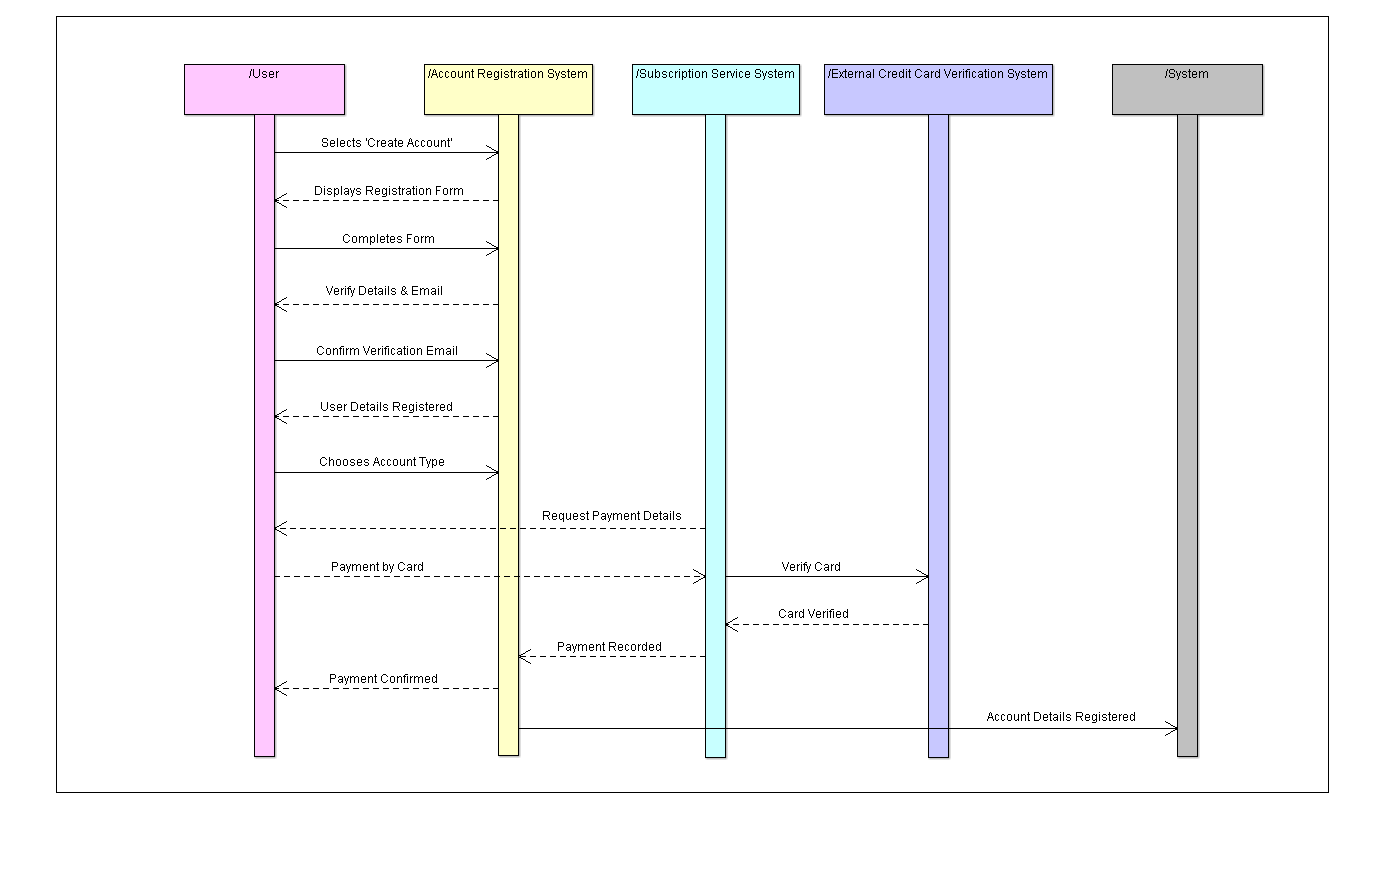 /User
/Account Registration System
/Subscription Service System
/External Credit Card Verification System
/System
Selects 'Create Account'
Displays Registration Form
Completes Form
Verify Details & Email
Confirm Verification Email
User Details Registered
Chooses Account Type
Request Payment Details
Payment by Card
Verify Card
Card Verified
Payment Recorded
Payment Confirmed
Account Details Registered